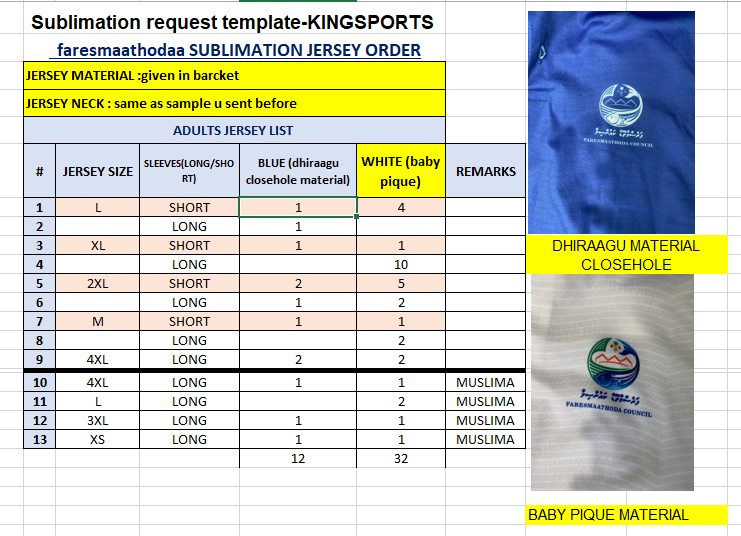 Sublimation request template-KINGSPORTS
faresmaathodaa SUBLIMATION JERSEY ORDER
JERSEY MATERIAL :given in barcket
JERSEY NECK : same as sample u sent before
ADULTS JERSEY LIST
# JERSEY SIZE SLEEVES(LONG/SHORT) BLUE (dhiraagu closehole material) WHITE (baby pique) REMARKS
1 L SHORT 1 4
2 LONG 1
3 XL SHORT 1 1
4 LONG 10
5 2XL SHORT 2 5
6 LONG 1 2
7 M SHORT 1 1
8 LONG 2
9 4XL LONG 2 2
10 4XL LONG 1 1 MUSLIMA
11 L LONG 2 MUSLIMA
12 3XL LONG 1 1 MUSLIMA
13 XS LONG 1 1 MUSLIMA
12 32
FARESMAATHODA COUNCIL
DHIRAAGU MATERIAL
CLOSEHOLE
FARESMAATHODA COUNCIL
BABY PIQUE MATERIAL